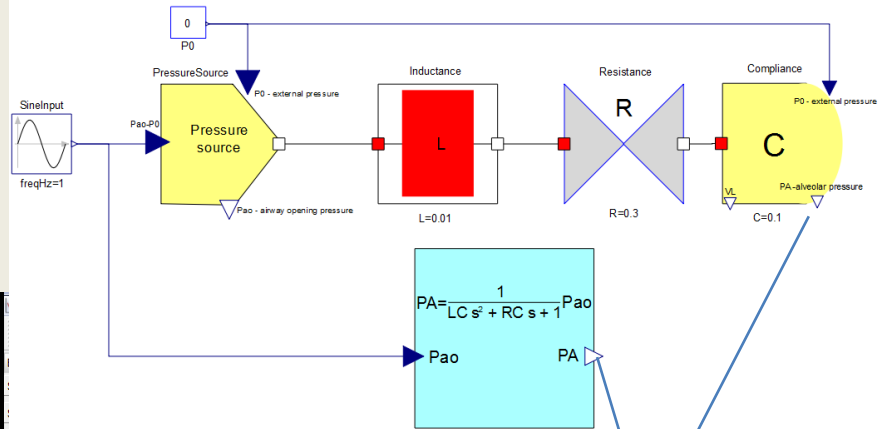 0
P0
PressureSource
Inductance
Resistance
Compliance
P0 - external pressure
P0 - external pressure
SineInput
Pao-P0
Pressure
source
L
R
C
freqHz=1
Pao - airway opening pressure
VL
PA-alveolar pressure
L=0.01
R=0.3
C=0.1
PA=1/(LC s² + RC s + 1)Pao
Pao
PA